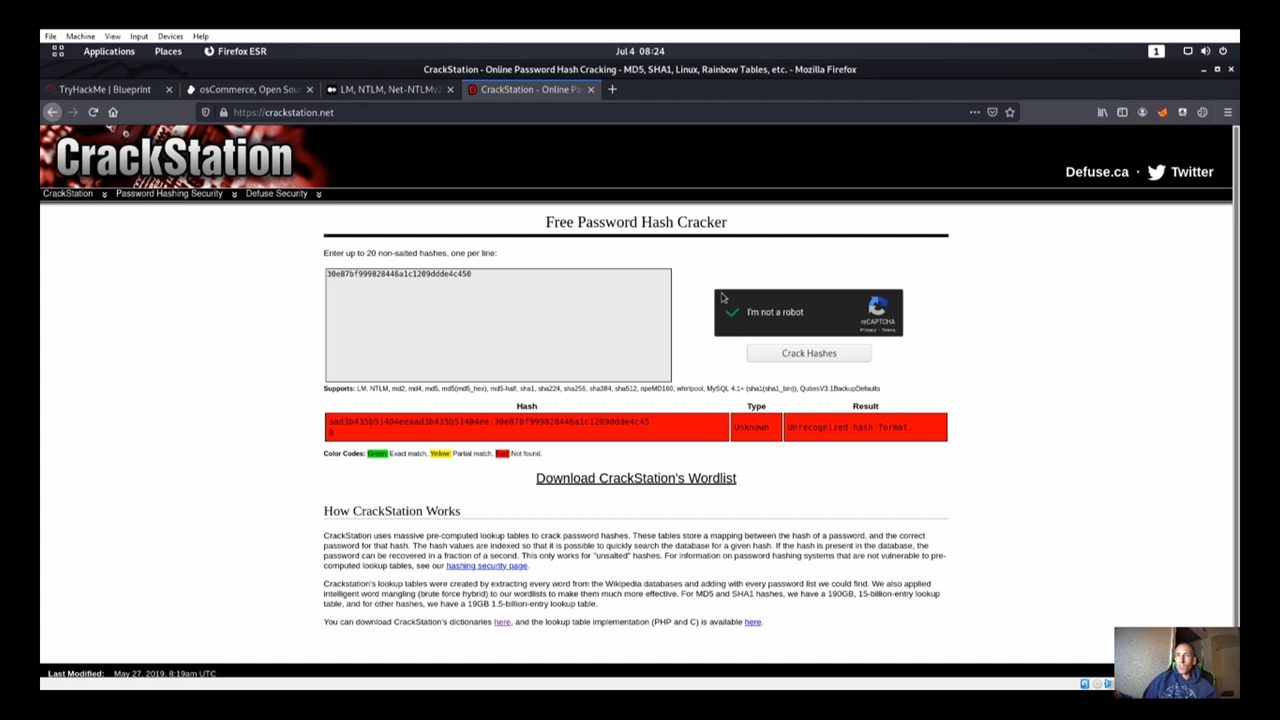 File Machine View Input Devices Help
Applications Places Firefox ESR Jul 4 08:24 1
CrackStation - Online Password Hash Cracking - MD5, SHA1, Linux, Rainbow Tables, etc. - Mozilla Firefox
TryHackMe | Blueprint osCommerce, Open Sou LM, NTLM, Net-NTLMv2 CrackStation - Online Pa
https://crackstation.net
CrackStation
Defuse.ca · Twitter
CrackStation Password Hashing Security Defuse Security
Free Password Hash Cracker
Enter up to 20 non-salted hashes, one per line:
30e87bf999828446a1c1209ddde4c450
I'm not a robot
reCAPTCHA
Privacy - Terms
Crack Hashes
Supports: LM, NTLM, md2, md4, md5, md5(md5_hex), md5-half, sha1, sha224, sha256, sha384, sha512, ripeMD160, whirlpool, MySQL 4.1+ (sha1(sha1_bin)), QubesV3.1BackupDefaults
Hash Type Result
aad3b435b51404eeaad3b435b51404ee:30e87bf999828446a1c1209ddde4c45
0
Unknown Unrecognized hash format.
Color Codes: Green: Exact match, Yellow: Partial match, Red: Not found.
Download CrackStation's Wordlist
How CrackStation Works
CrackStation uses massive pre-computed lookup tables to crack password hashes. These tables store a mapping between the hash of a password, and the correct
password for that hash. The hash values are indexed so that it is possible to quickly search the database for a given hash. If the hash is present in the database, the
password can be recovered in a fraction of a second. This only works for "unsalted" hashes. For information on password hashing systems that are not vulnerable to pre-
computed lookup tables, see our hashing security page.
Crackstation's lookup tables were created by extracting every word from the Wikipedia databases and adding with every password list we could find. We also applied
intelligent word mangling (brute force hybrid) to our wordlists to make them much more effective. For MD5 and SHA1 hashes, we have a 190GB, 15-billion-entry lookup
table, and for other hashes, we have a 19GB 1.5-billion-entry lookup table.
You can download CrackStation's dictionaries here, and the lookup table implementation (PHP and C) is available here.
Last Modified: May 27, 2019, 8:19am UTC